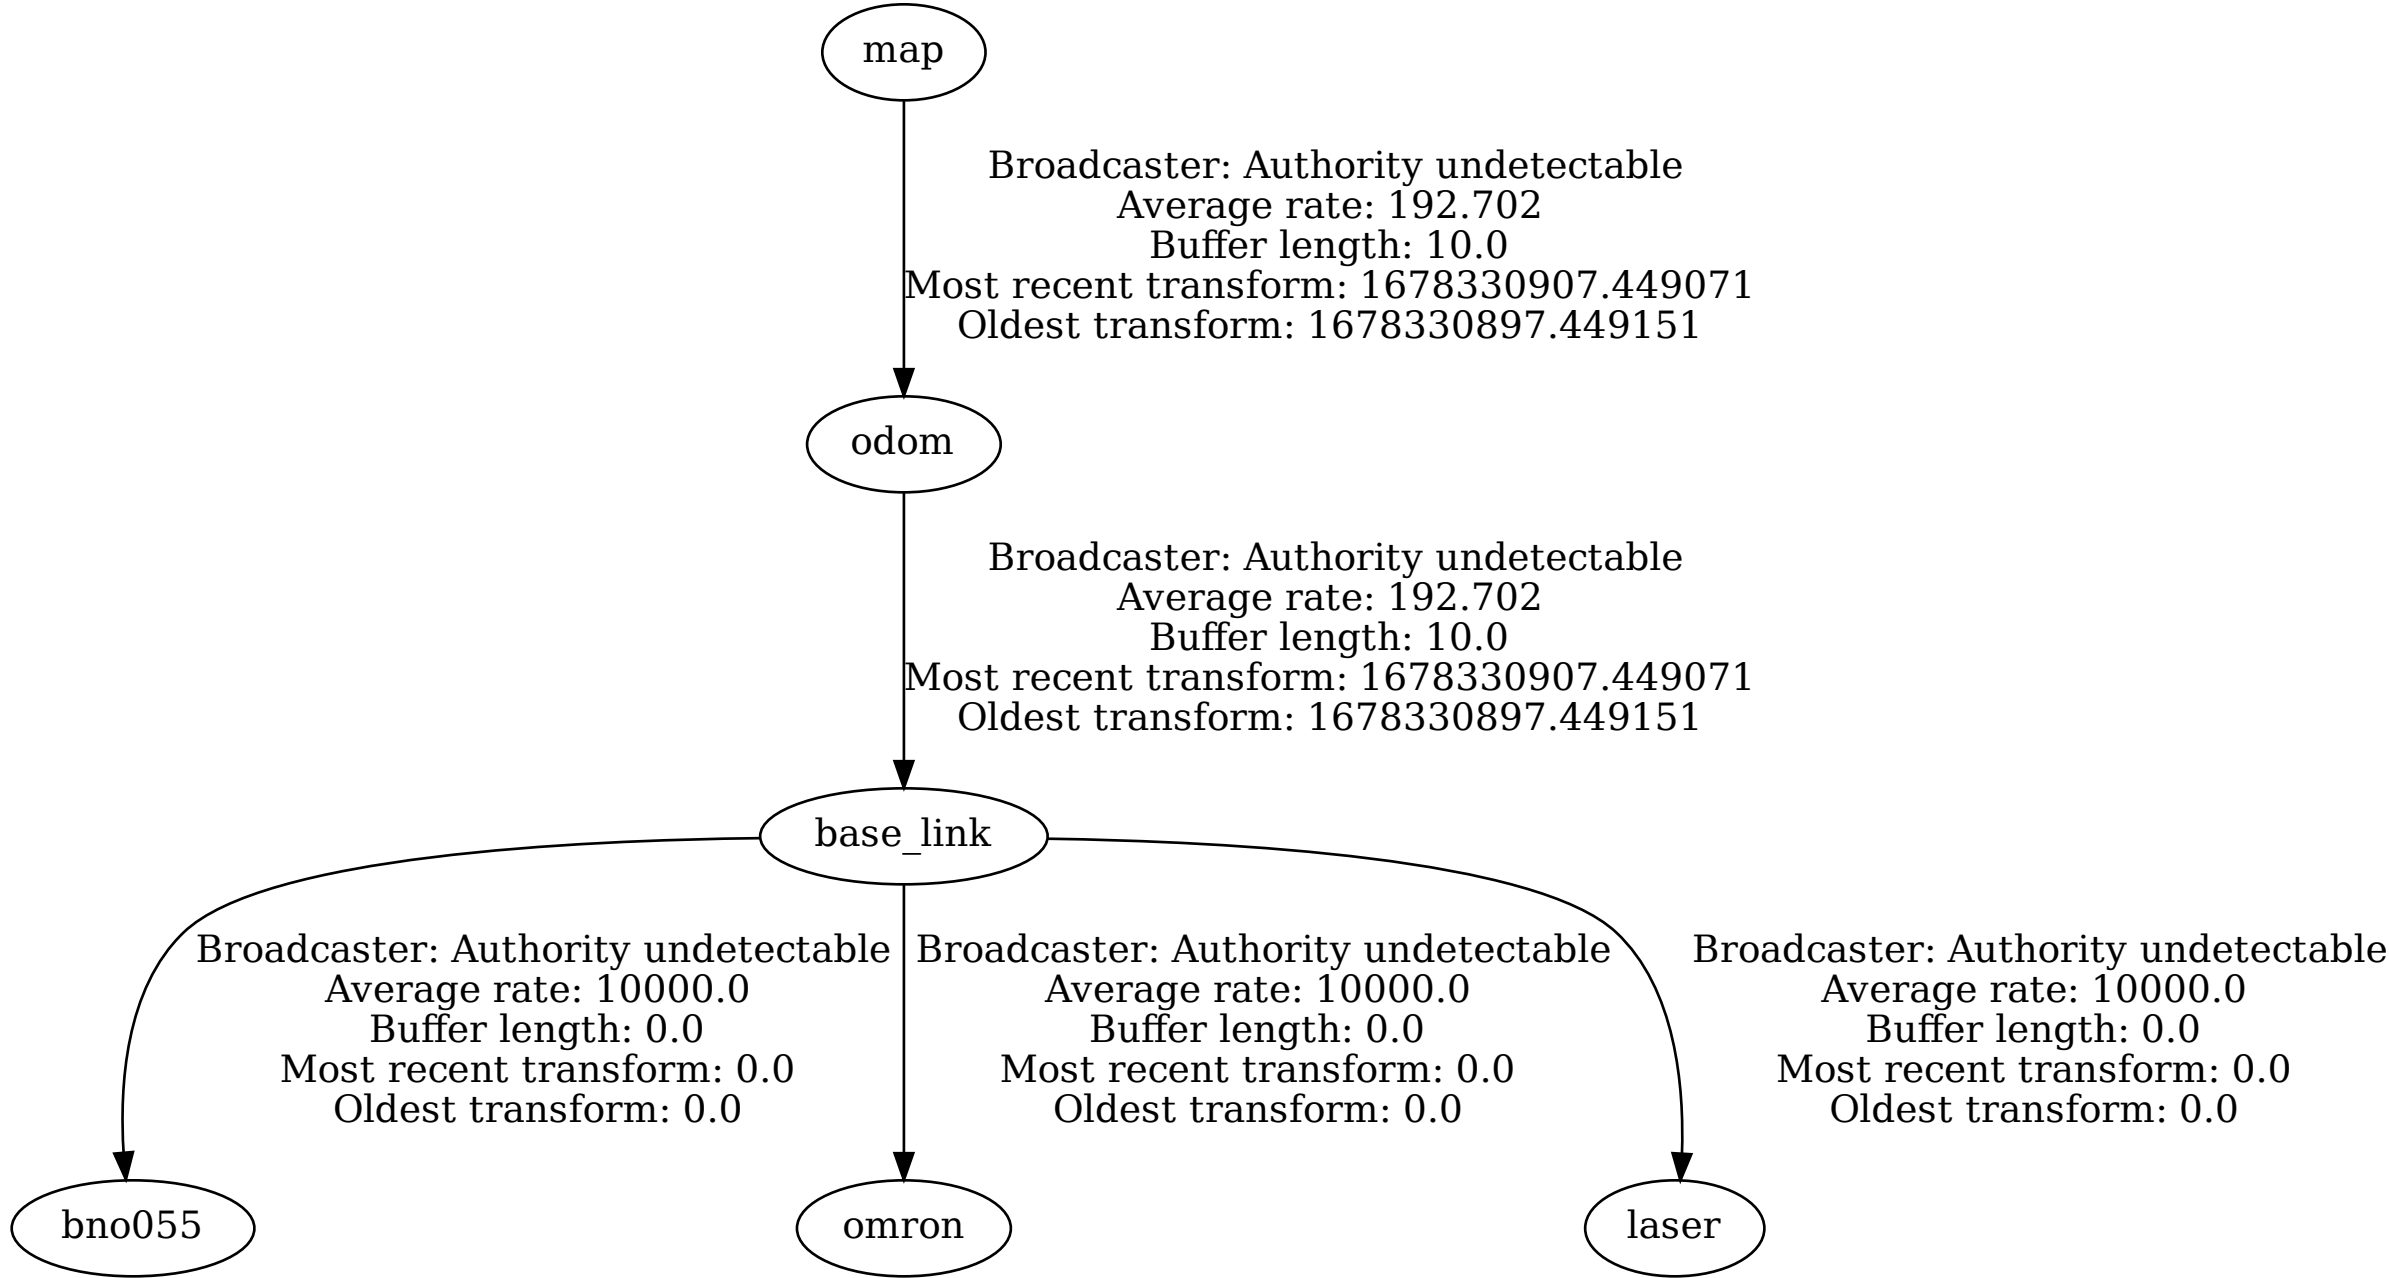 map
Broadcaster: Authority undetectable
Average rate: 192.702
Buffer length: 10.0
Most recent transform: 1678330907.449071
Oldest transform: 1678330897.449151
odom
Broadcaster: Authority undetectable
Average rate: 192.702
Buffer length: 10.0
Most recent transform: 1678330907.449071
Oldest transform: 1678330897.449151
base_link
Broadcaster: Authority undetectable
Average rate: 10000.0
Buffer length: 0.0
Most recent transform: 0.0
Oldest transform: 0.0
Broadcaster: Authority undetectable
Average rate: 10000.0
Buffer length: 0.0
Most recent transform: 0.0
Oldest transform: 0.0
Broadcaster: Authority undetectable
Average rate: 10000.0
Buffer length: 0.0
Most recent transform: 0.0
Oldest transform: 0.0
bno055
omron
laser